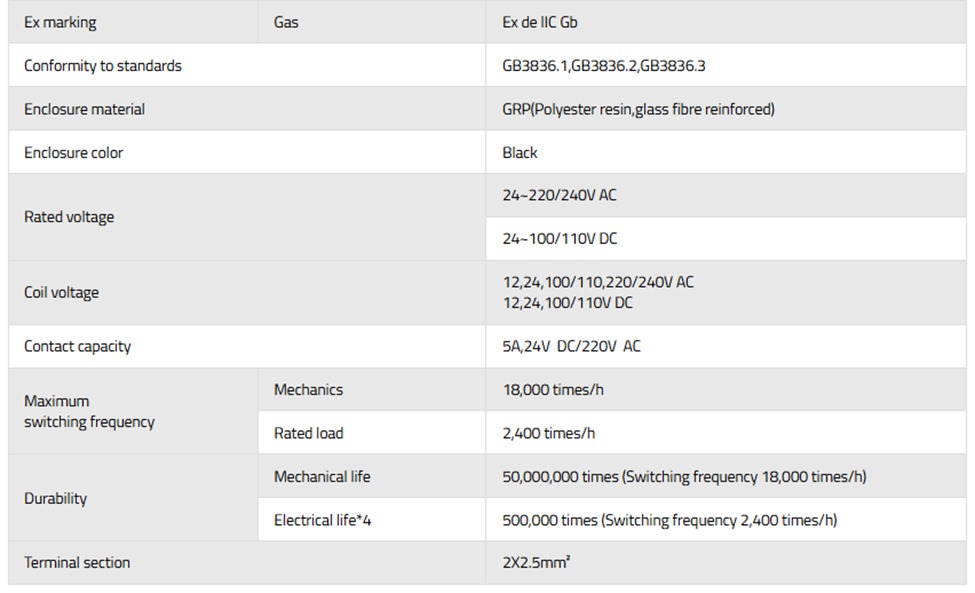 Ex marking Gas Ex de IIC Gb
Conformity to standards GB3836.1,GB3836.2,GB3836.3
Enclosure material GRP(Polyester resin,glass fibre reinforced)
Enclosure color Black
Rated voltage 24~220/240V AC
24~100/110V DC
Coil voltage 12,24,100/110,220/240V AC
12,24,100/110V DC
Contact capacity 5A,24V DC/220V AC
Maximum
switching frequency Mechanics 18,000 times/h
Rated load 2,400 times/h
Durability Mechanical life 50,000,000 times (Switching frequency 18,000 times/h)
Electrical life*4 500,000 times (Switching frequency 2,400 times/h)
Terminal section 2X2.5mm²